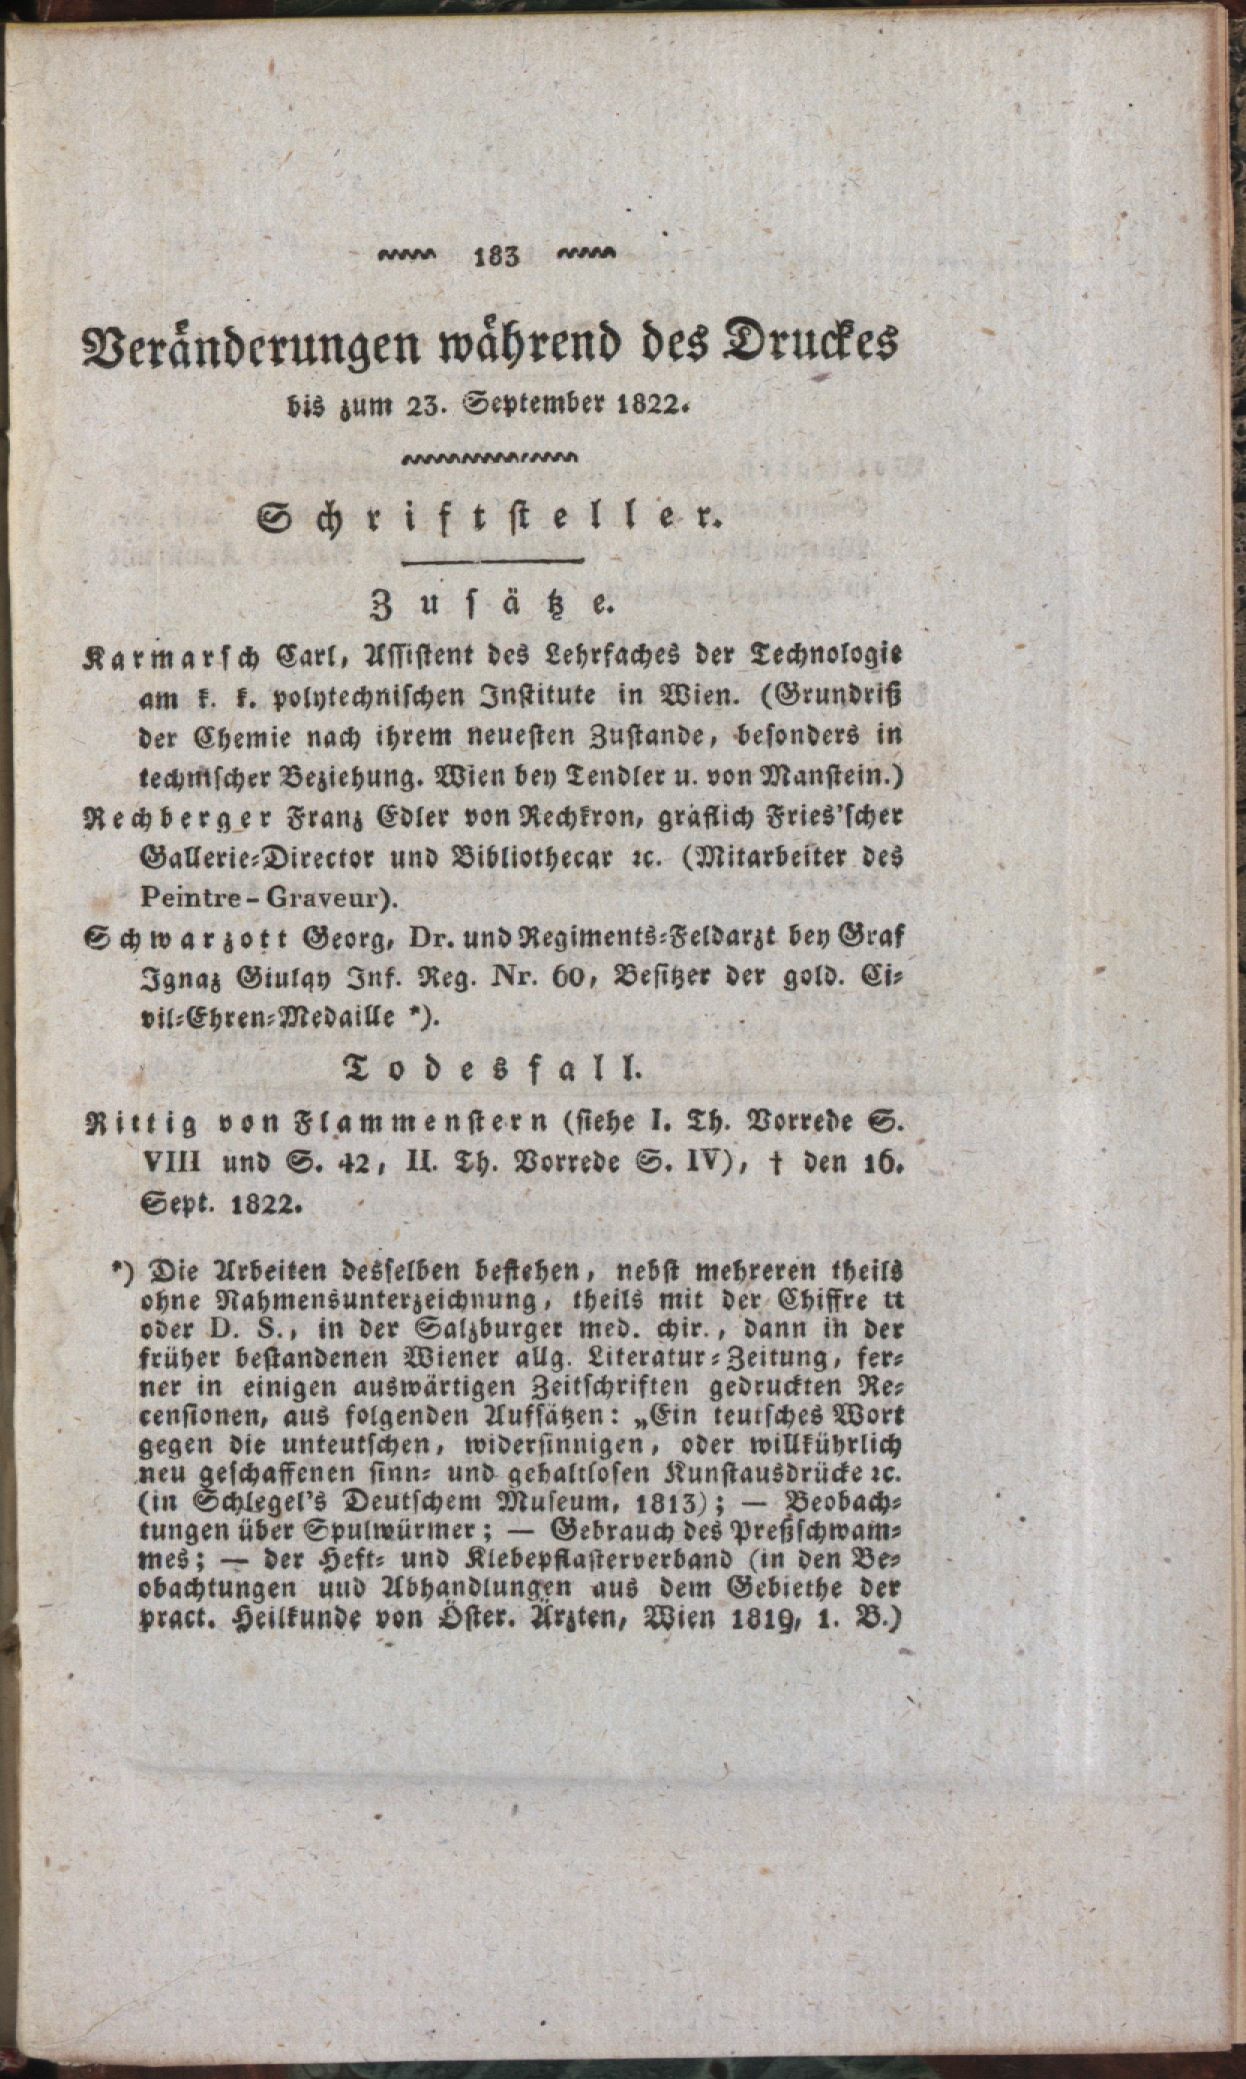 183
Veränderungen während des Druckes
bis zum 23. September 1822.
Schriftsteller.
Zusätze.
Karmarsch Carl, Assistent des Lehrfaches der Technologie
am k. k. polytechnischen Institute in Wien. (Grundriß
der Chemie nach ihrem neuesten Zustande, besonders in
technischer Beziehung. Wien bey Tendler u. von Manstein.)
Rechberger Franz Edler von Rechkron, gräflich Fries'scher
Gallerie-Director und Bibliothecar ꝛc. (Mitarbeiter des
Peintre-Graveur).
Schwarzott Georg, Dr. und Regiments-Feldarzt bey Graf
Ignaz Giulay Inf. Reg. Nr. 60, Besitzer der gold. Ci-
vil-Ehren-Medaille *).
Todesfall.
Rittig von Flammenstern (siehe I. Th. Vorrede S.
VIII und S. 42, II. Th. Vorrede S. IV), † den 16.
Sept. 1822.
*) Die Arbeiten desselben bestehen, nebst mehreren theils
ohne Nahmensunterzeichnung, theils mit der Chiffre tt
oder D. S., in der Salzburger med. chir., dann in der
früher bestandenen Wiener allg. Literatur-Zeitung, fer-
ner in einigen auswärtigen Zeitschriften gedruckten Re-
censionen, aus folgenden Aufsätzen: „Ein teutsches Wort
gegen die unteutschen, widersinnigen, oder willkührlich
neu geschaffenen sinn- und gehaltlosen Kunstausdrücke ꝛc.
(in Schlegel's Deutschem Museum, 1813); — Beobach-
tungen über Spulwürmer; — Gebrauch des Preßschwam-
mes; — der Heft- und Klebepflasterverband (in den Be-
obachtungen und Abhandlungen aus dem Gebiethe der
pract. Heilkunde von Öster. Ärzten, Wien 1819, 1. B.)